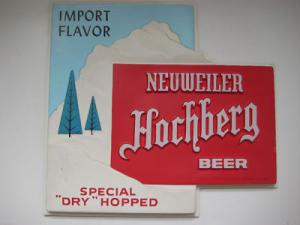 IMPORT
FLAVOR
NEUWEILER
Hochberg
BEER
SPECIAL
"DRY" HOPPED